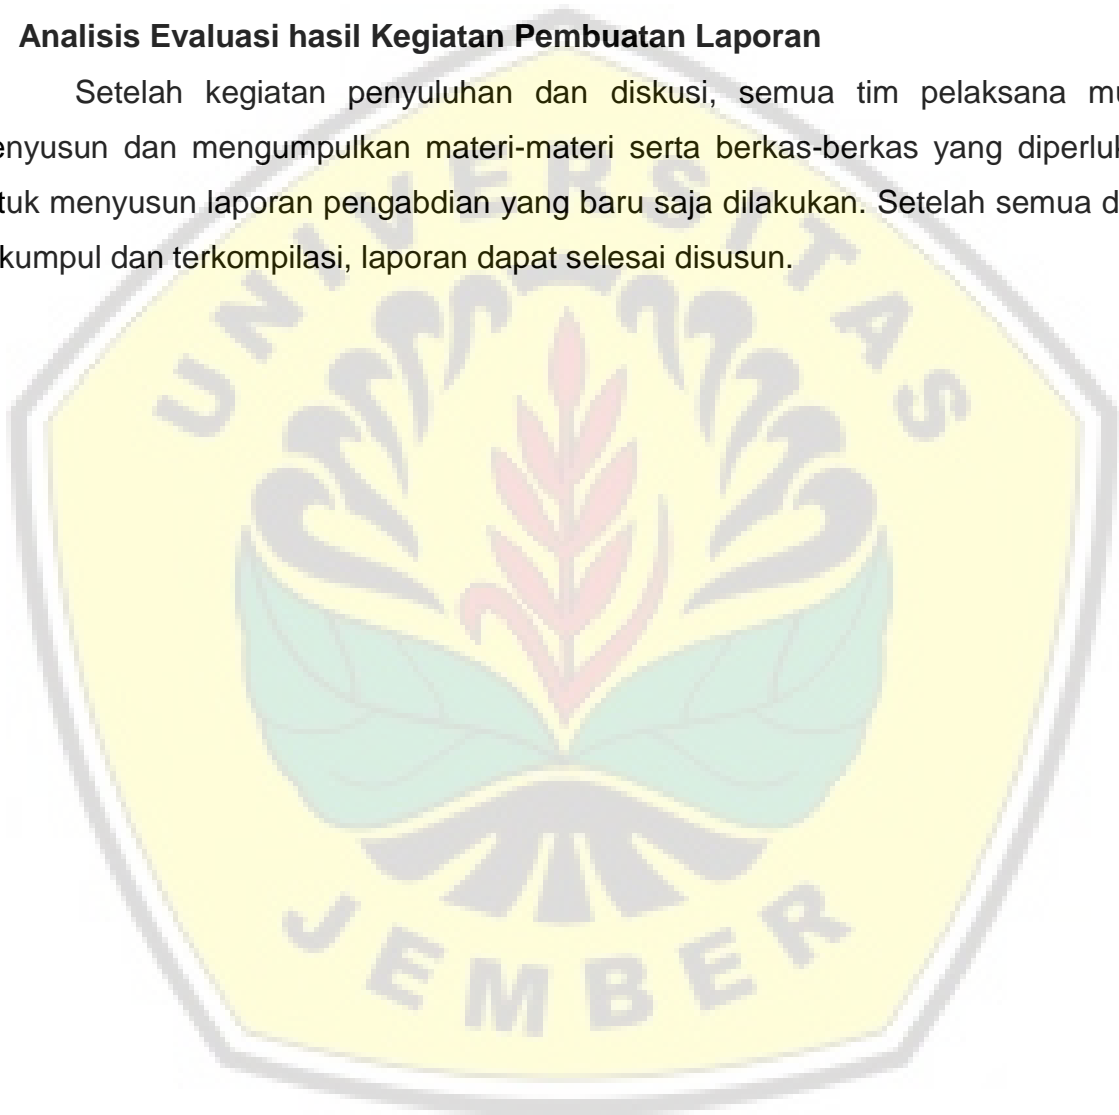 Analisis Evaluasi hasil Kegiatan Pembuatan Laporan
Setelah kegiatan penyuluhan dan diskusi, semua tim pelaksana mu
enyusun dan mengumpulkan materi-materi serta berkas-berkas yang diperluk
tuk menyusun laporan pengabdian yang baru saja dilakukan. Setelah semua d
kumpul dan terkompilasi, laporan dapat selesai disusun.
UNIVERSITAS
JEMBER